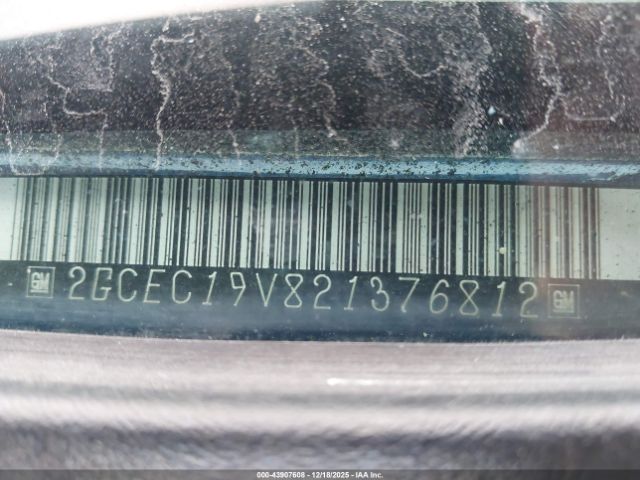 GM 2GCEC19V821376812 GM
000-43907608 - 12/18/2025 - IAA Inc.